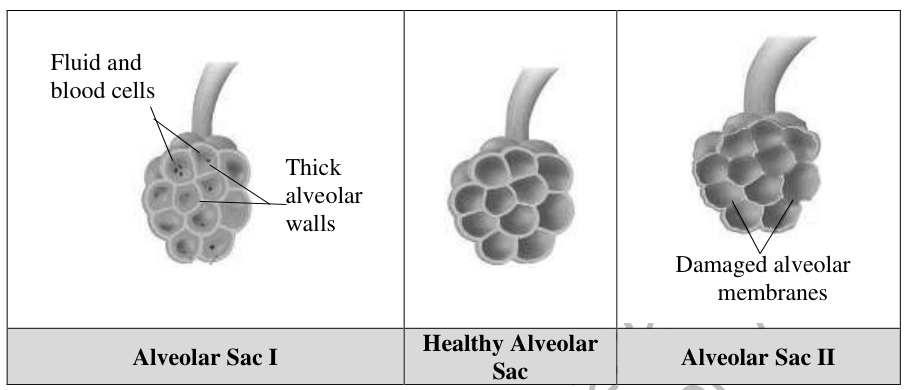 Fluid and
blood cells
Thick
alveolar
walls
Damaged alveolar
membranes
Alveolar Sac I
Healthy Alveolar
Sac
Alveolar Sac II